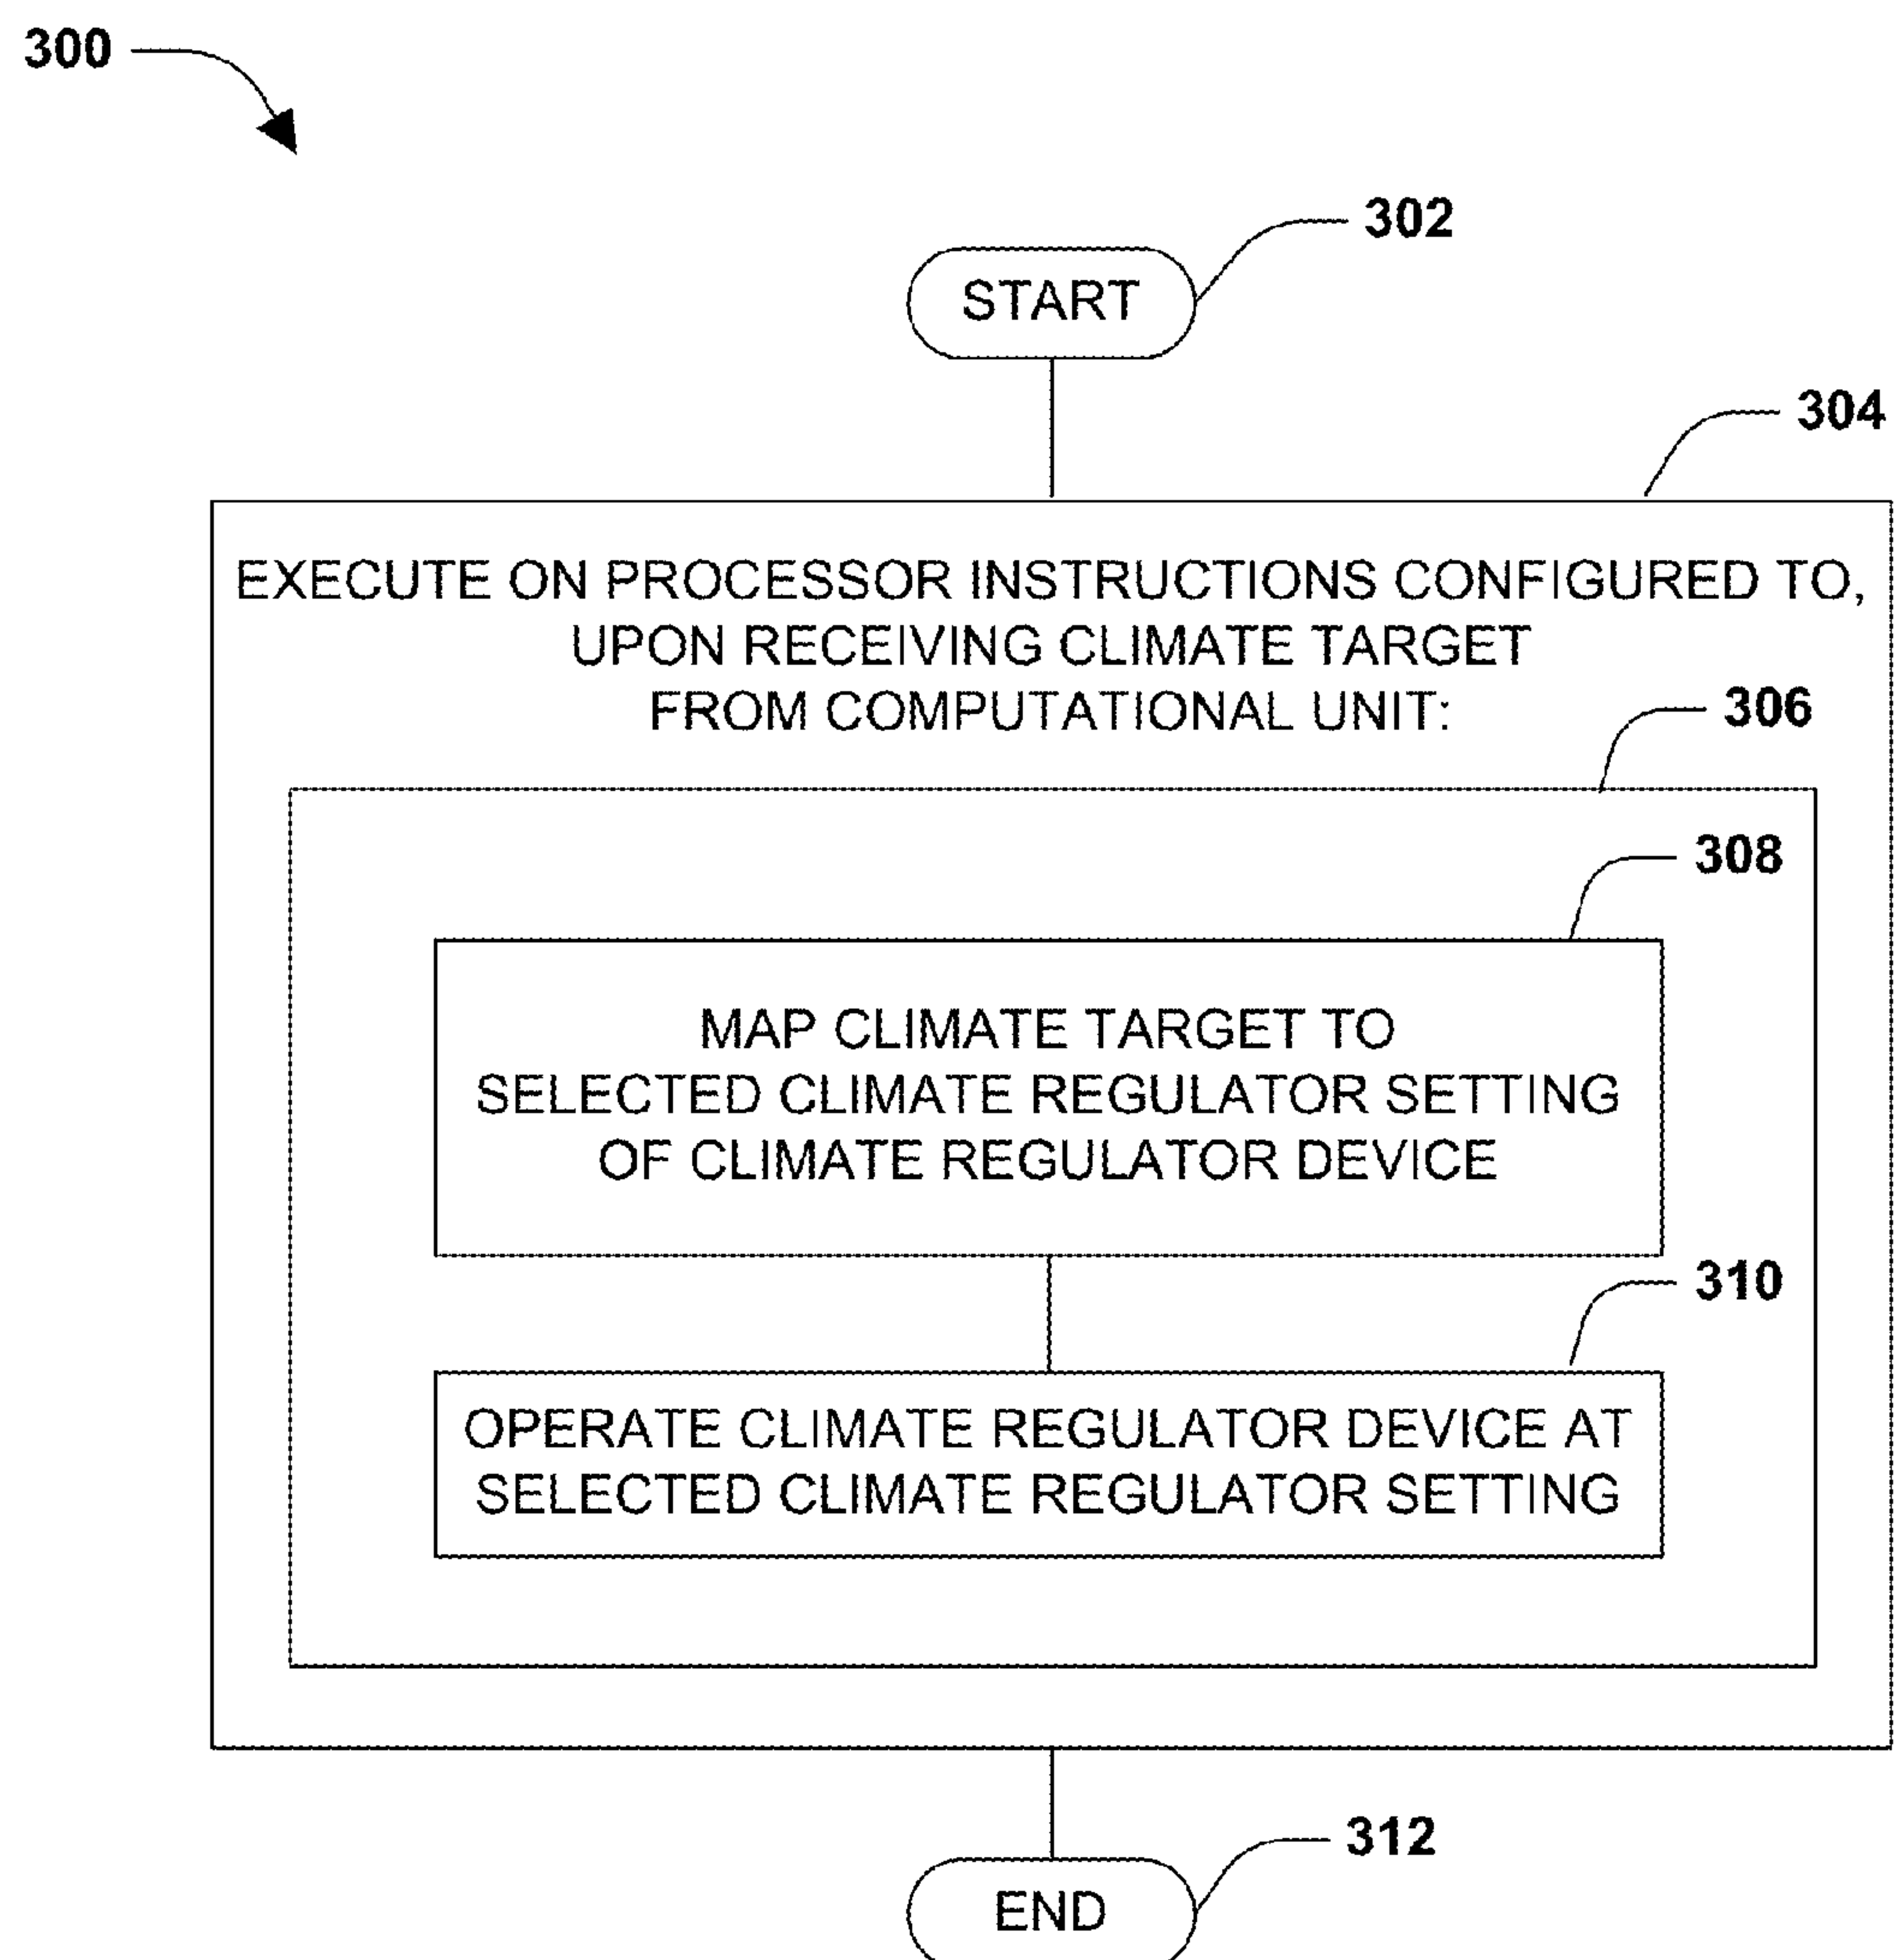 300
302
START
304
EXECUTE ON PROCESSOR INSTRUCTIONS CONFIGURED TO,
UPON RECEIVING CLIMATE TARGET
FROM COMPUTATIONAL UNIT:
306
308
MAP CLIMATE TARGET TO
SELECTED CLIMATE REGULATOR SETTING
OF CLIMATE REGULATOR DEVICE
310
OPERATE CLIMATE REGULATOR DEVICE AT
SELECTED CLIMATE REGULATOR SETTING
312
END